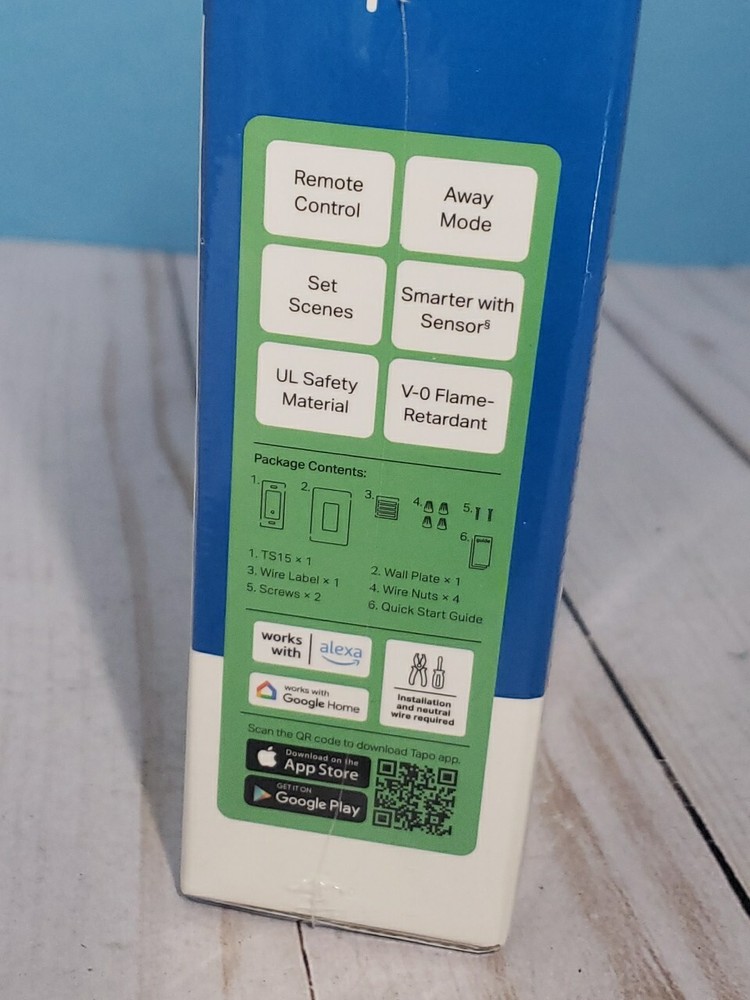 Remote
Control
Away
Mode
Set
Scenes
Smarter with
Sensor§
UL Safety
Material
V-0 Flame-
Retardant
Package Contents:
1.
2.
3.
4.
5.
6.
guide
1. TS15 × 1
2. Wall Plate × 1
3. Wire Label × 1
4. Wire Nuts × 4
5. Screws × 2
6. Quick Start Guide
works
with
alexa
works with
Google Home
Installation
and neutral
wire required
Scan the QR code to download Tapo app.
Download on the
App Store
GET IT ON
Google Play